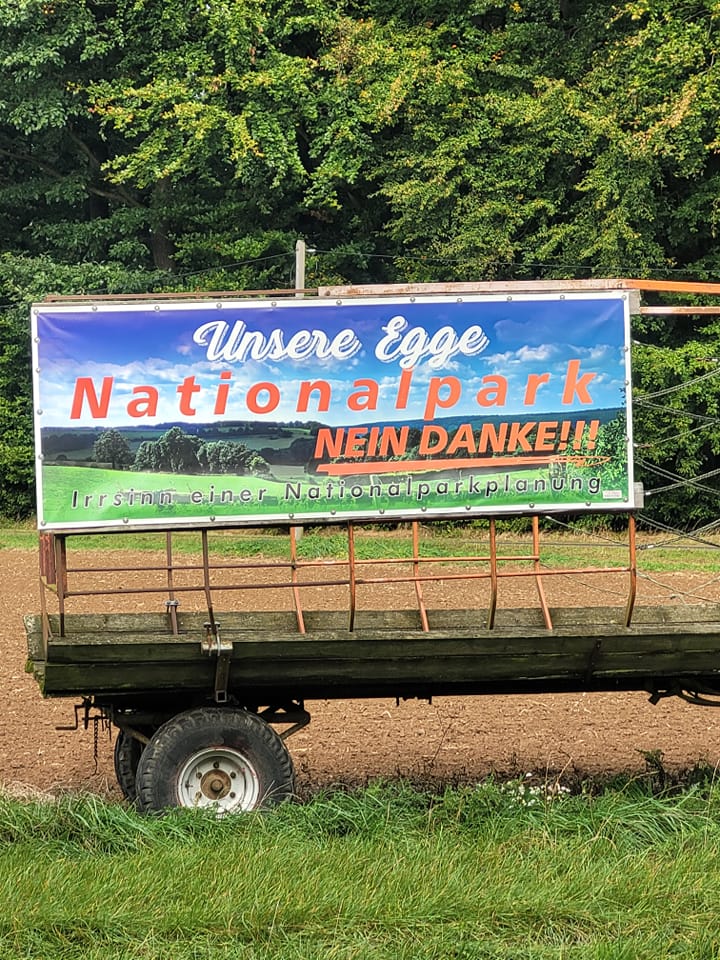 Unsere Egge
Nationalpark
NEIN DANKE!!!
Irrsinn einer Nationalparkplanung